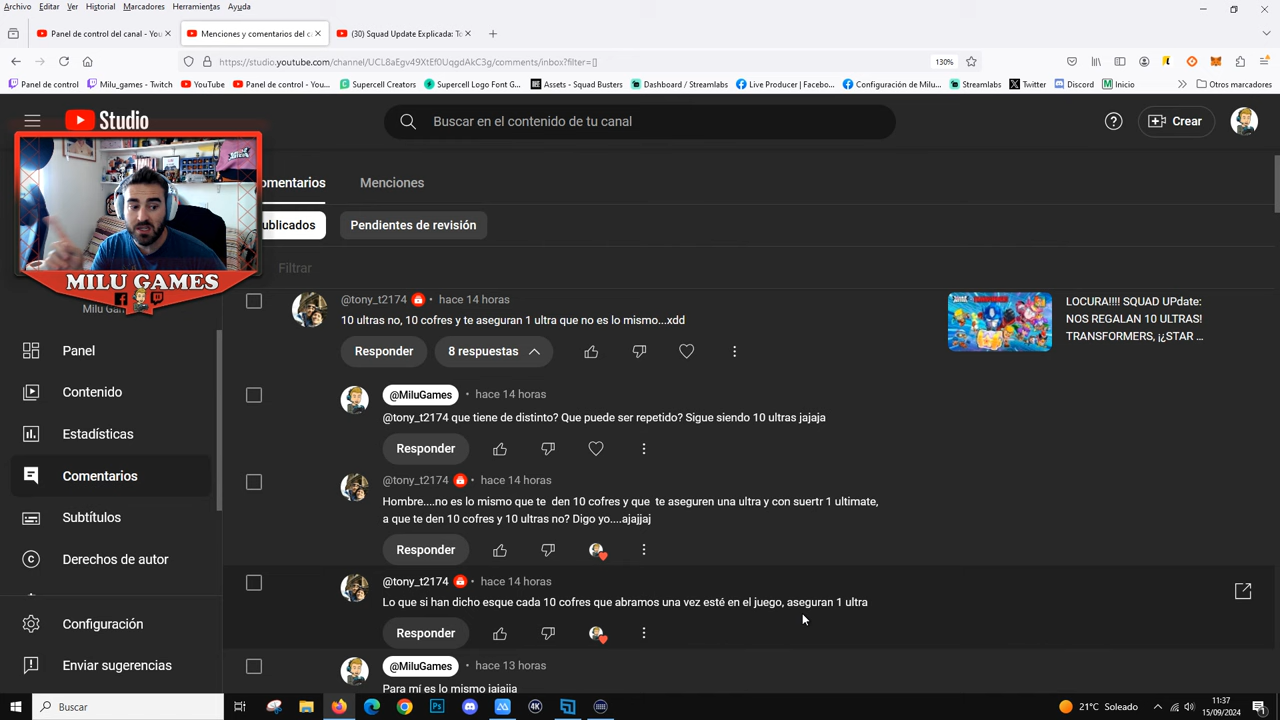 Archivo Editar Ver Historial Marcadores Herramientas Ayuda
Panel de control del canal - You
Menciones y comentarios del c
(30) Squad Update Explicada: To
https://studio.youtube.com/channel/UCL8aEgv49XtEf0UqgdAkC3g/comments/inbox?filter=[]
130%
Panel de control
Milu_games - Twitch
YouTube
Panel de control - You...
Supercell Creators
Supercell Logo Font G...
Assets - Squad Busters
Dashboard / Streamlabs
Live Producer | Facebo...
Configuración de Milu...
Streamlabs
Twitter
Discord
Inicio
Otros marcadores
Studio
Buscar en el contenido de tu canal
Crear
omentarios
Menciones
ublicados
Pendientes de revisión
Filtrar
MILU GAMES
Milu Gam
Panel
Contenido
Estadísticas
Comentarios
Subtítulos
Derechos de autor
Configuración
Enviar sugerencias
@tony_t2174 • hace 14 horas
10 ultras no, 10 cofres y te aseguran 1 ultra que no es lo mismo...xdd
Responder
8 respuestas
LOCURA!!!! SQUAD UPdate:
NOS REGALAN 10 ULTRAS!
TRANSFORMERS, ¡¿STAR ...
@MiluGames • hace 14 horas
@tony_t2174 que tiene de distinto? Que puede ser repetido? Sigue siendo 10 ultras jajaja
Responder
@tony_t2174 • hace 14 horas
Hombre....no es lo mismo que te den 10 cofres y que te aseguren una ultra y con suertr 1 ultimate,
a que te den 10 cofres y 10 ultras no? Digo yo....ajajjaj
Responder
@tony_t2174 • hace 14 horas
Lo que si han dicho esque cada 10 cofres que abramos una vez esté en el juego, aseguran 1 ultra
Responder
@MiluGames • hace 13 horas
Para mí es lo mismo jajajja
Buscar
21°C Soleado
11:37
15/09/2024